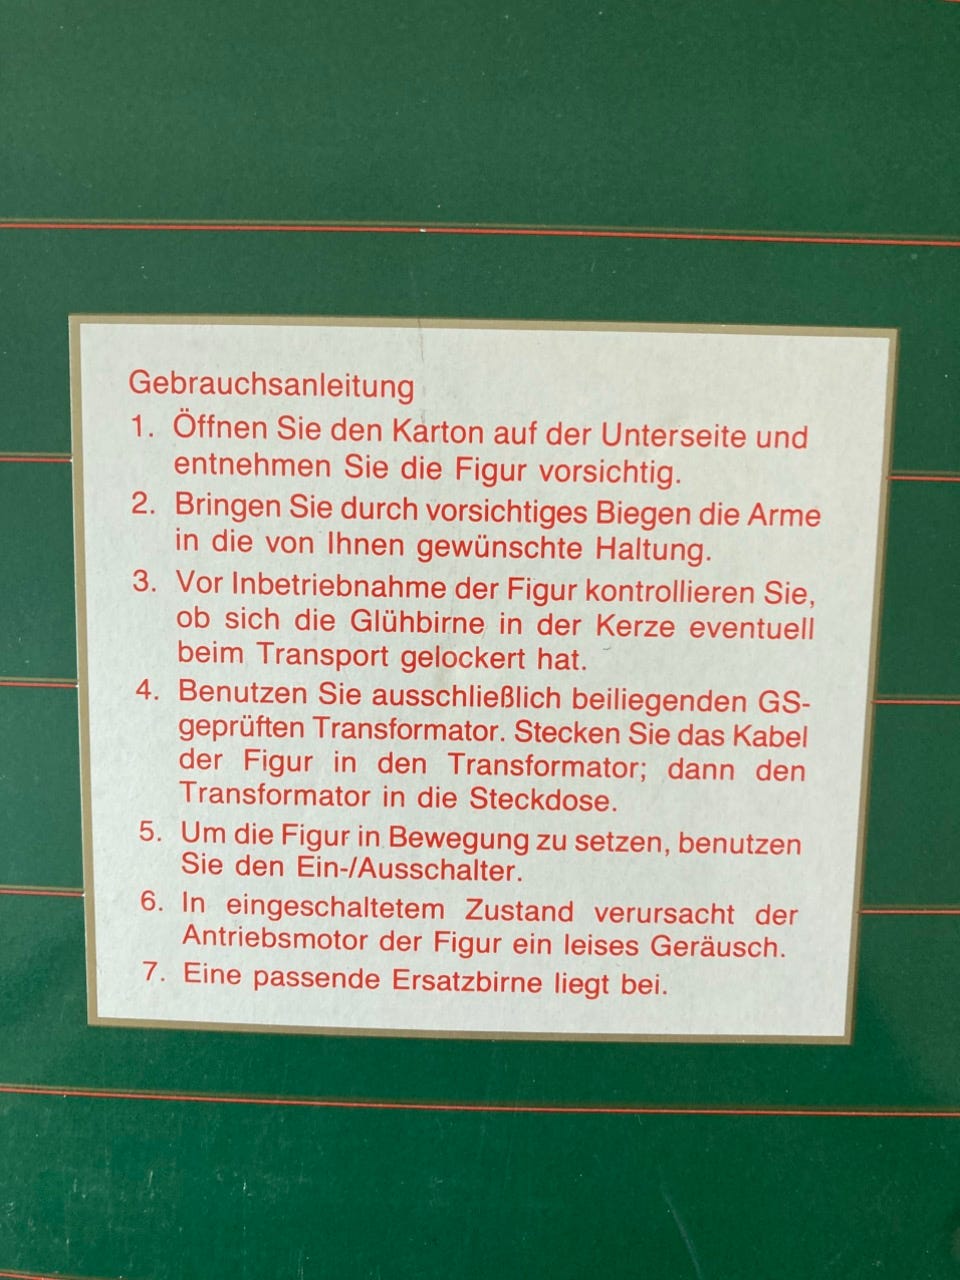 Gebrauchsanleitung
1. Öffnen Sie den Karton auf der Unterseite und
entnehmen Sie die Figur vorsichtig.
2. Bringen Sie durch vorsichtiges Biegen die Arme
in die von Ihnen gewünschte Haltung.
3. Vor Inbetriebnahme der Figur kontrollieren Sie,
ob sich die Glühbirne in der Kerze eventuell
beim Transport gelockert hat.
4. Benutzen Sie ausschließlich beiliegenden GS-
geprüften Transformator. Stecken Sie das Kabel
der Figur in den Transformator; dann den
Transformator in die Steckdose.
5. Um die Figur in Bewegung zu setzen, benutzen
Sie den Ein-/Ausschalter.
6. In eingeschaltetem Zustand verursacht der
Antriebsmotor der Figur ein leises Geräusch.
7. Eine passende Ersatzbirne liegt bei.